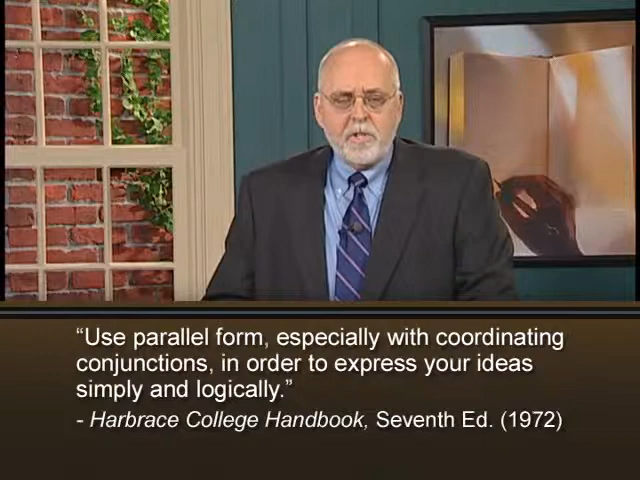 “Use parallel form, especially with coordinating
conjunctions, in order to express your ideas
simply and logically.”
- Harbrace College Handbook, Seventh Ed. (1972)